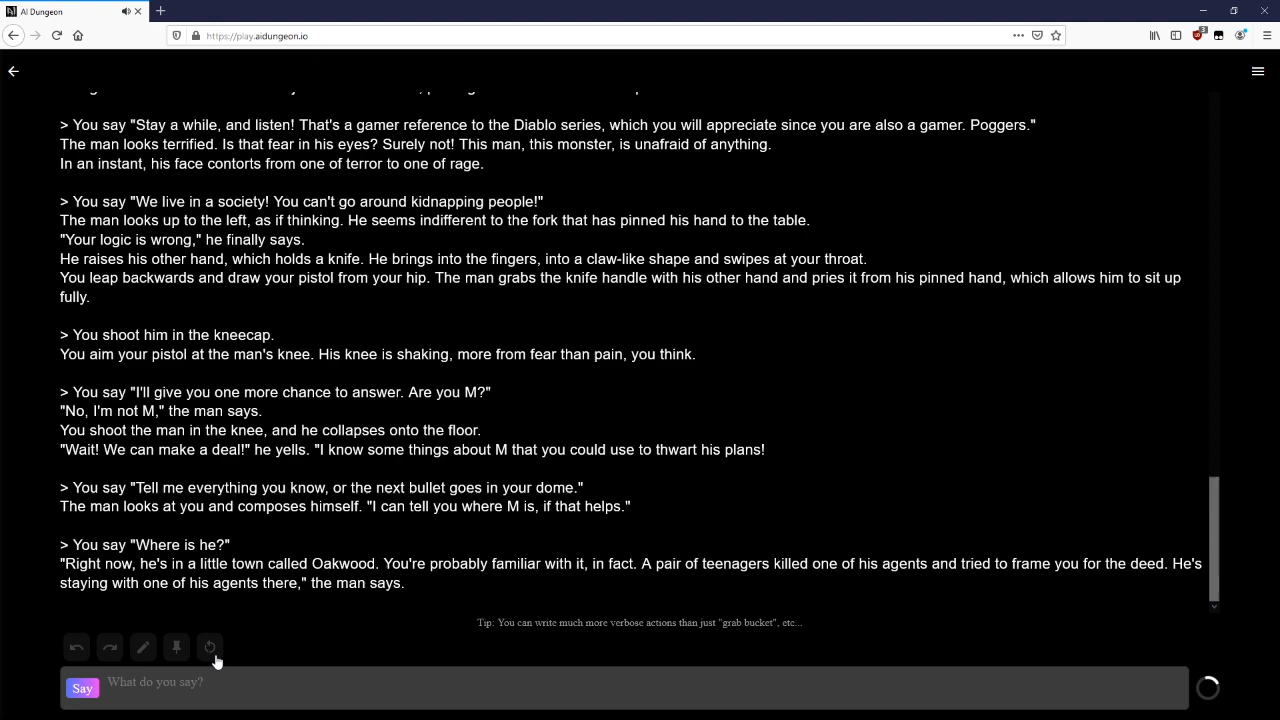 AI Dungeon
https://play.aidungeon.io
> You say "Stay a while, and listen! That's a gamer reference to the Diablo series, which you will appreciate since you are also a gamer. Poggers."
The man looks terrified. Is that fear in his eyes? Surely not! This man, this monster, is unafraid of anything.
In an instant, his face contorts from one of terror to one of rage.
> You say "We live in a society! You can't go around kidnapping people!"
The man looks up to the left, as if thinking. He seems indifferent to the fork that has pinned his hand to the table.
"Your logic is wrong," he finally says.
He raises his other hand, which holds a knife. He brings into the fingers, into a claw-like shape and swipes at your throat.
You leap backwards and draw your pistol from your hip. The man grabs the knife handle with his other hand and pries it from his pinned hand, which allows him to sit up
fully.
> You shoot him in the kneecap.
You aim your pistol at the man's knee. His knee is shaking, more from fear than pain, you think.
> You say "I'll give you one more chance to answer. Are you M?"
"No, I'm not M," the man says.
You shoot the man in the knee, and he collapses onto the floor.
"Wait! We can make a deal!" he yells. "I know some things about M that you could use to thwart his plans!
> You say "Tell me everything you know, or the next bullet goes in your dome."
The man looks at you and composes himself. "I can tell you where M is, if that helps."
> You say "Where is he?"
"Right now, he's in a little town called Oakwood. You're probably familiar with it, in fact. A pair of teenagers killed one of his agents and tried to frame you for the deed. He's
staying with one of his agents there," the man says.
Tip: You can write much more verbose actions than just "grab bucket", etc...
Say What do you say?